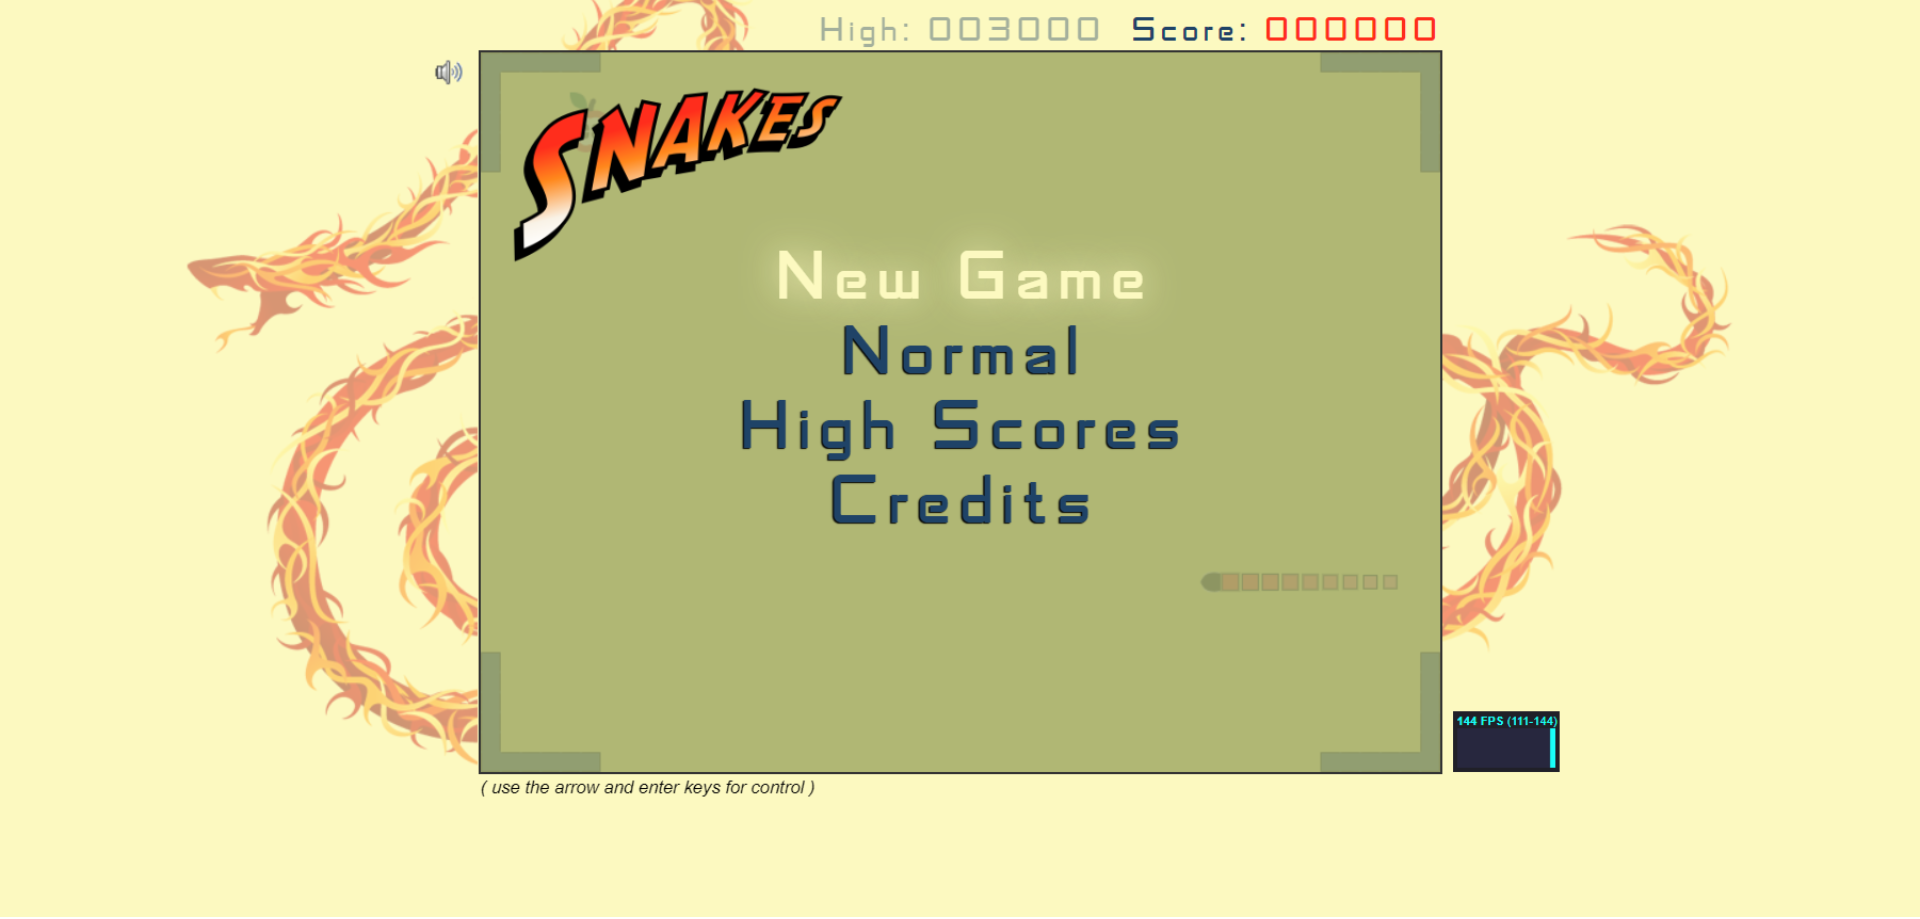 High: 003000 Score: 000000
SNAKES
New Game
Normal
High Scores
Credits
144 FPS (111-144)
( use the arrow and enter keys for control )